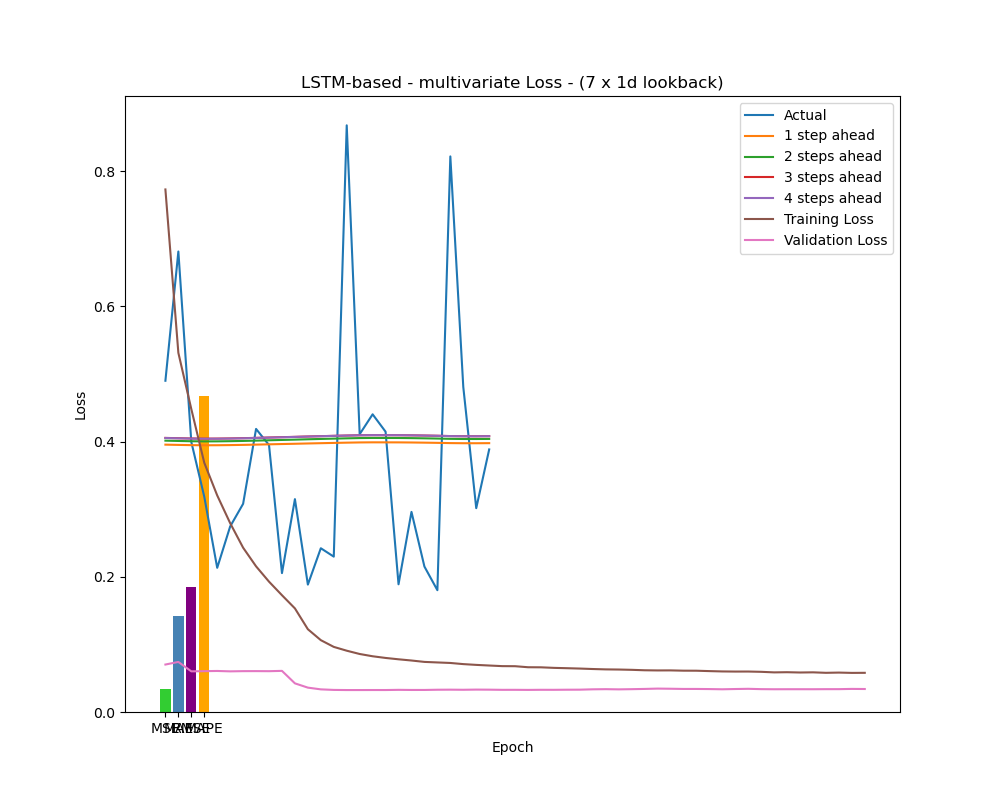 LSTM-based - multivariate Loss - (7 x 1d lookback)
Actual
1 step ahead
2 steps ahead
3 steps ahead
4 steps ahead
Training Loss
Validation Loss
0.8
0.6
0.4
0.2
0.0
Loss
Epoch